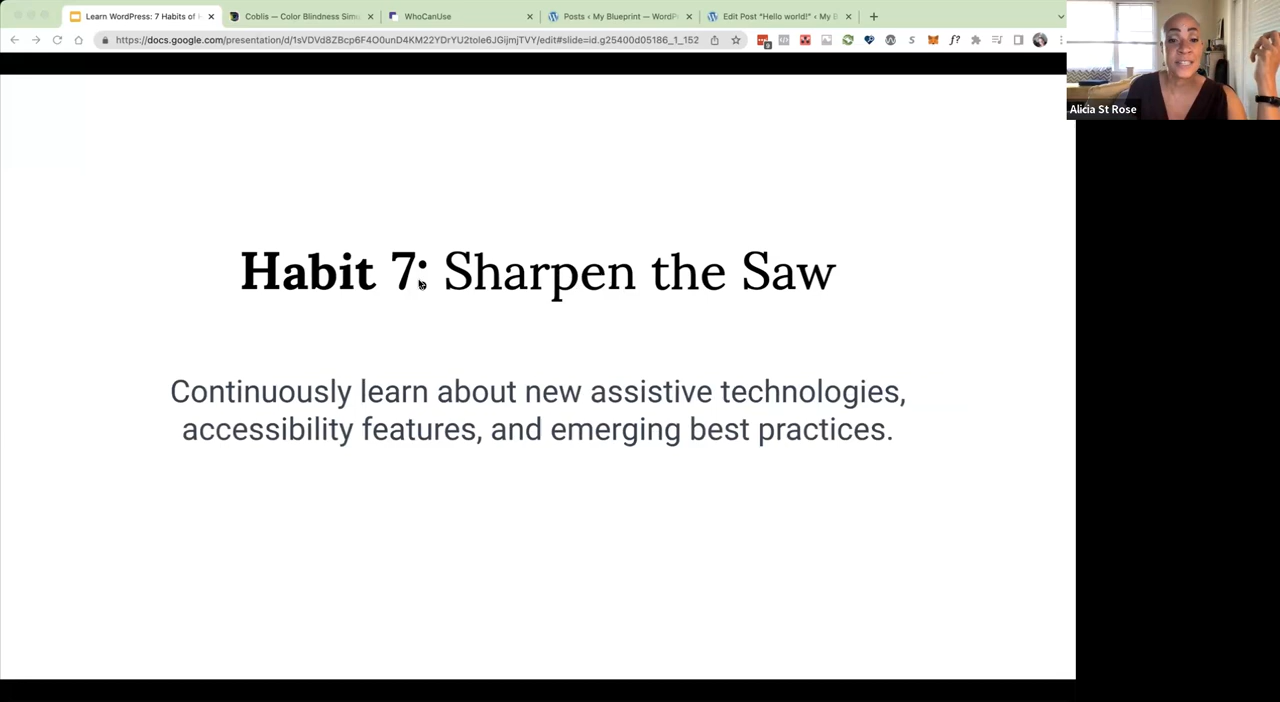 Learn WordPress: 7 Habits of H
Coblis — Color Blindness Simu
WhoCanUse
Posts ‹ My Blueprint — WordPr
Edit Post "Hello world!" ‹ My B
https://docs.google.com/presentation/d/1sVDVd8ZBcp6F4O0unD4KM22YDrYU2tole6JGijmjTVY/edit#slide=id.g25400d05186_1_152
Alicia St Rose
Habit 7: Sharpen the Saw
Continuously learn about new assistive technologies,
accessibility features, and emerging best practices.